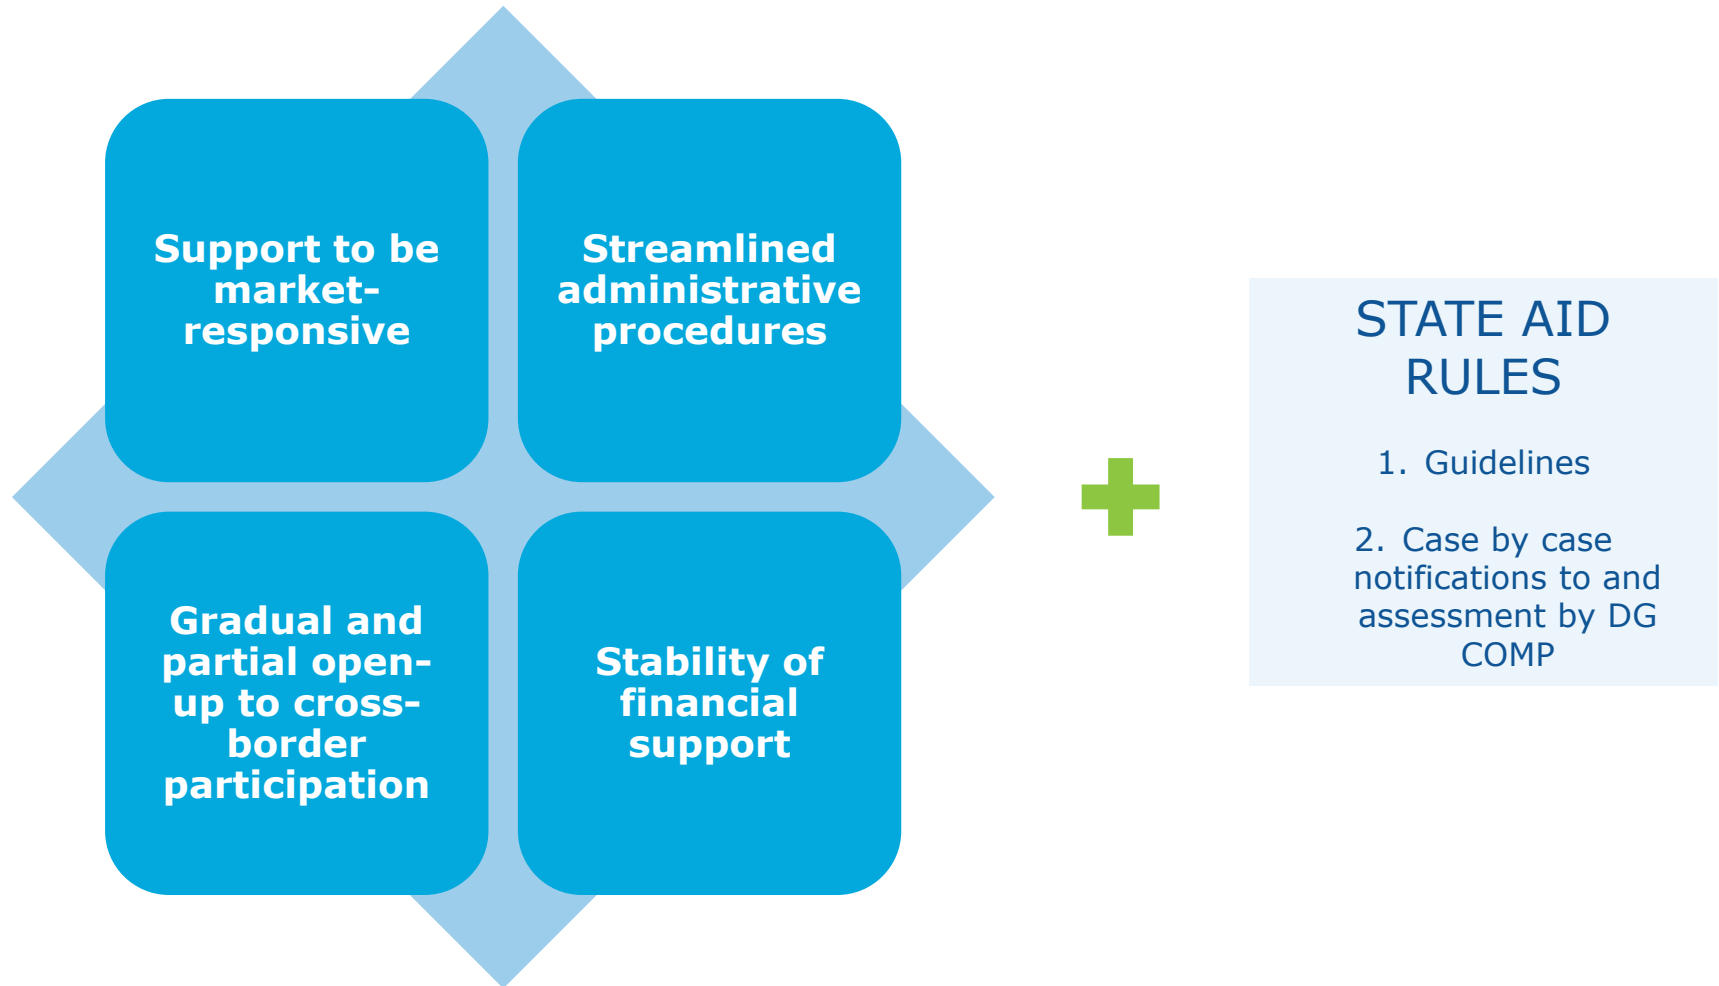 Support to be
market-
responsive
Streamlined
administrative
procedures
Gradual and
partial open-
up to cross-
border
participation
Stability of
financial
support
STATE AID
RULES
1. Guidelines
2. Case by case
notifications to and
assessment by DG
COMP